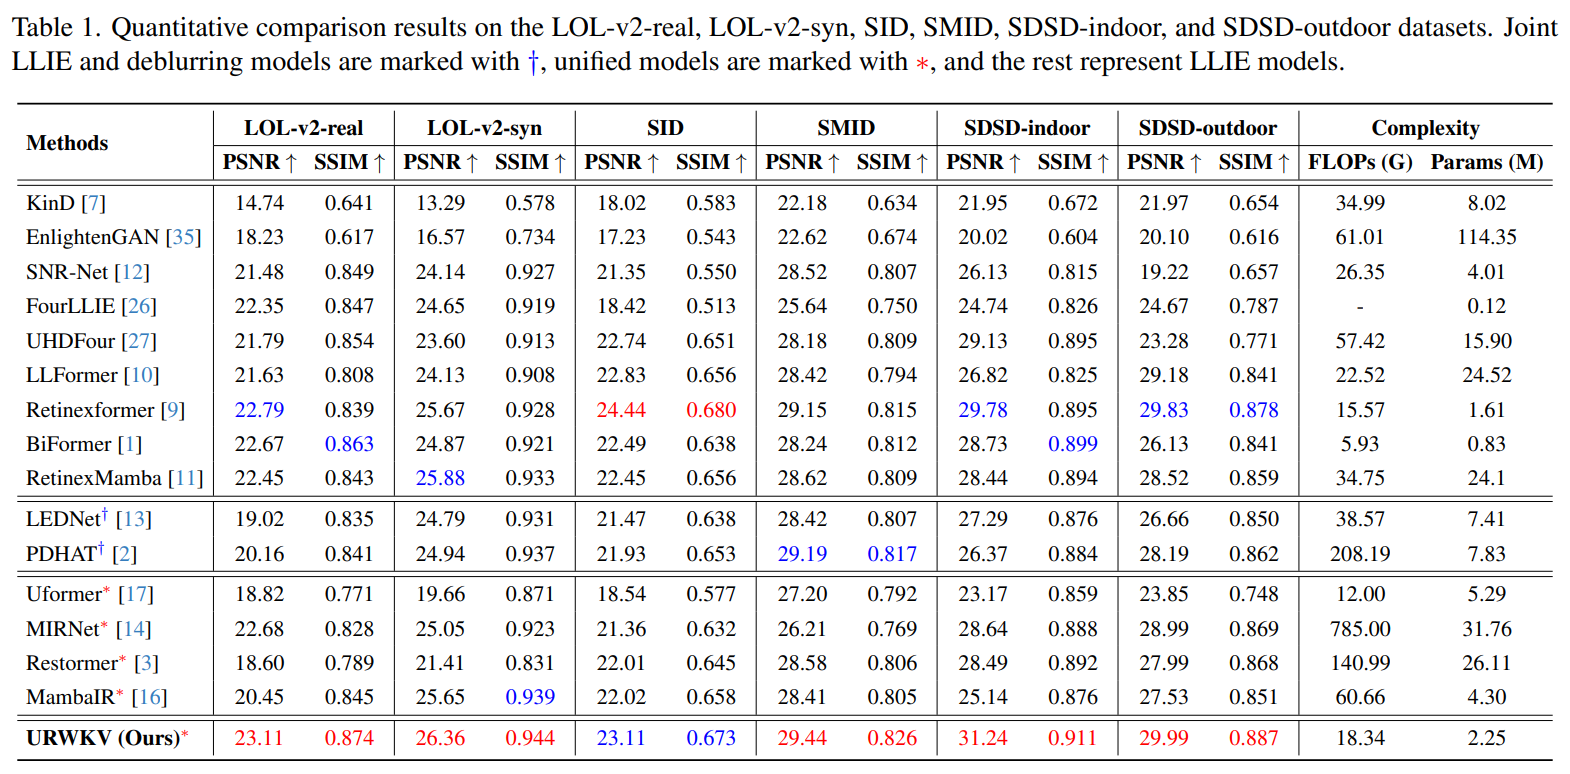 Table 1. Quantitative comparison results on the LOL-v2-real, LOL-v2-syn, SID, SMID, SDSD-indoor, and SDSD-outdoor datasets. Joint
LLIE and deblurring models are marked with †, unified models are marked with *, and the rest represent LLIE models.
Methods LOL-v2-real LOL-v2-syn SID SMID SDSD-indoor SDSD-outdoor Complexity
PSNR ↑ SSIM ↑ PSNR ↑ SSIM ↑ PSNR ↑ SSIM ↑ PSNR ↑ SSIM ↑ PSNR ↑ SSIM ↑ PSNR ↑ SSIM ↑ FLOPs (G) Params (M)
KinD [7] 14.74 0.641 13.29 0.578 18.02 0.583 22.18 0.634 21.95 0.672 21.97 0.654 34.99 8.02
EnlightenGAN [35] 18.23 0.617 16.57 0.734 17.23 0.543 22.62 0.674 20.02 0.604 20.10 0.616 61.01 114.35
SNR-Net [12] 21.48 0.849 24.14 0.927 21.35 0.550 28.52 0.807 26.13 0.815 19.22 0.657 26.35 4.01
FourLLIE [26] 22.35 0.847 24.65 0.919 18.42 0.513 25.64 0.750 24.74 0.826 24.67 0.787 - 0.12
UHDFour [27] 21.79 0.854 23.60 0.913 22.74 0.651 28.18 0.809 29.13 0.895 23.28 0.771 57.42 15.90
LLFormer [10] 21.63 0.808 24.13 0.908 22.83 0.656 28.42 0.794 26.82 0.825 29.18 0.841 22.52 24.52
Retinexformer [9] 22.79 0.839 25.67 0.928 24.44 0.680 29.15 0.815 29.78 0.895 29.83 0.878 15.57 1.61
BiFormer [1] 22.67 0.863 24.87 0.921 22.49 0.638 28.24 0.812 28.73 0.899 26.13 0.841 5.93 0.83
RetinexMamba [11] 22.45 0.843 25.88 0.933 22.45 0.656 28.62 0.809 28.44 0.894 28.52 0.859 34.75 24.1
LEDNet† [13] 19.02 0.835 24.79 0.931 21.47 0.638 28.42 0.807 27.29 0.876 26.66 0.850 38.57 7.41
PDHAT† [2] 20.16 0.841 24.94 0.937 21.93 0.653 29.19 0.817 26.37 0.884 28.19 0.862 208.19 7.83
Uformer* [17] 18.82 0.771 19.66 0.871 18.54 0.577 27.20 0.792 23.17 0.859 23.85 0.748 12.00 5.29
MIRNet* [14] 22.68 0.828 25.05 0.923 21.36 0.632 26.21 0.769 28.64 0.888 28.99 0.869 785.00 31.76
Restormer* [3] 18.60 0.789 21.41 0.831 22.01 0.645 28.58 0.806 28.49 0.892 27.99 0.868 140.99 26.11
MambaIR* [16] 20.45 0.845 25.65 0.939 22.02 0.658 28.41 0.805 25.14 0.876 27.53 0.851 60.66 4.30
URWKV (Ours)* 23.11 0.874 26.36 0.944 23.11 0.673 29.44 0.826 31.24 0.911 29.99 0.887 18.34 2.25